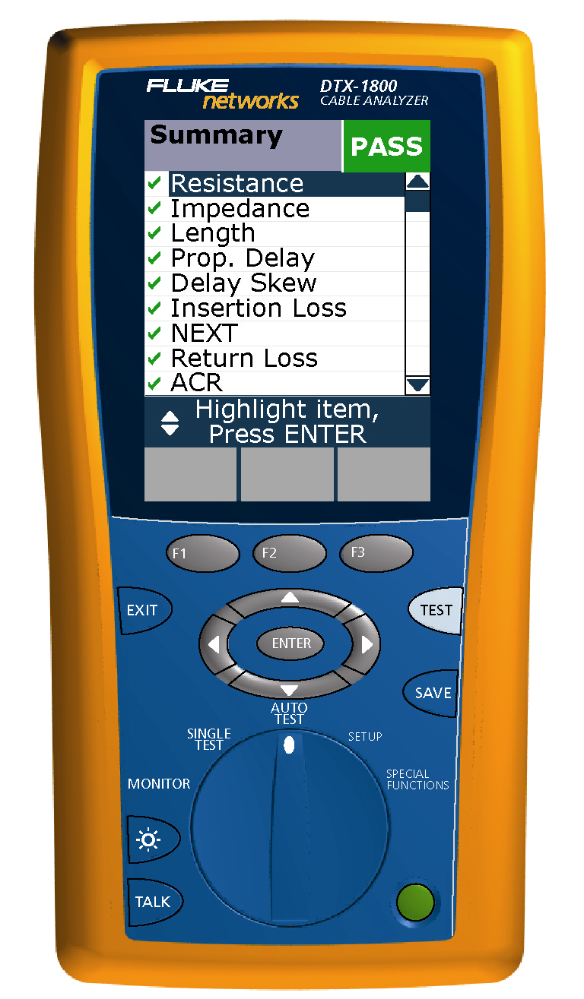 FLUKE
networks
DTX-1800
CABLE ANALYZER
Summary
PASS
Resistance
Impedance
Length
Prop. Delay
Delay Skew
Insertion Loss
NEXT
Return Loss
ACR
Highlight item,
Press ENTER
F1
F2
F3
EXIT
TEST
ENTER
SAVE
AUTO
TEST
SINGLE
TEST
SETUP
MONITOR
SPECIAL
FUNCTIONS
TALK